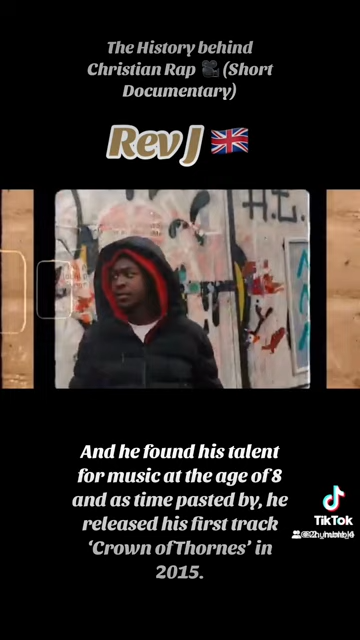 The History behind
Christian Rap 🎥 (Short
Documentary)
Rev J 🇬🇧
H.L.
And he found his talent
for music at the age of 8
and as time pasted by, he
released his first track
‘Crown of Thornes’ in
2015.
TikTok